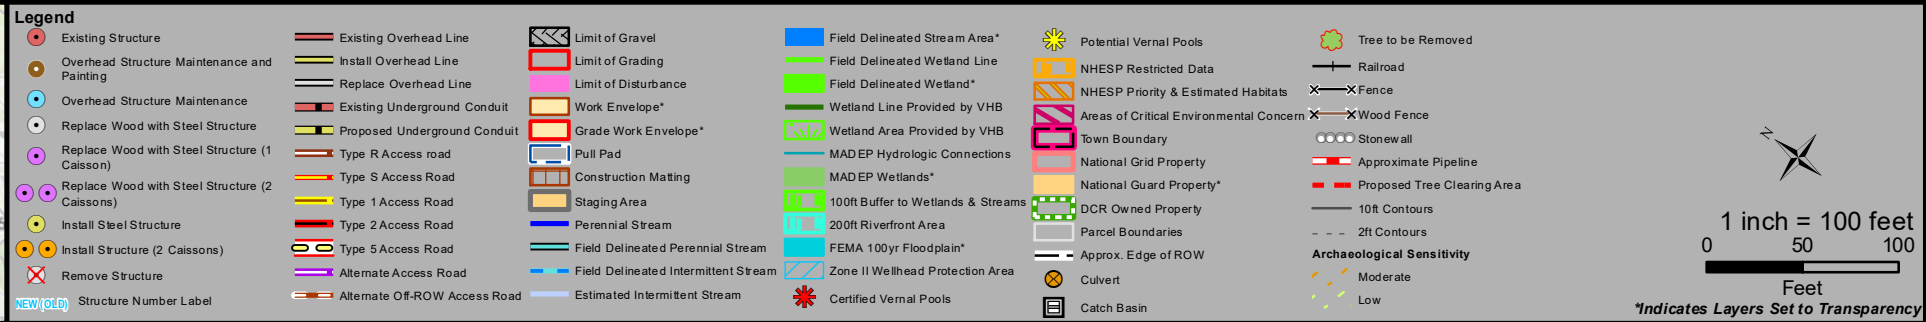 Legend
Existing Structure
Overhead Structure Maintenance and
Painting
Overhead Structure Maintenance
Replace Wood with Steel Structure
Replace Wood with Steel Structure (1
Caisson)
Replace Wood with Steel Structure (2
Caissons)
Install Steel Structure
Install Structure (2 Caissons)
Remove Structure
NEW (OLD) Structure Number Label
Existing Overhead Line
Install Overhead Line
Replace Overhead Line
Existing Underground Conduit
Proposed Underground Conduit
Type R Access road
Type S Access Road
Type 1 Access Road
Type 2 Access Road
Type 5 Access Road
Alternate Access Road
Alternate Off-ROW Access Road
Limit of Gravel
Limit of Grading
Limit of Disturbance
Work Envelope*
Grade Work Envelope*
Pull Pad
Construction Matting
Staging Area
Perennial Stream
Field Delineated Perennial Stream
Field Delineated Intermittent Stream
Estimated Intermittent Stream
Field Delineated Stream Area*
Field Delineated Wetland Line
Field Delineated Wetland*
Wetland Line Provided by VHB
Wetland Area Provided by VHB
MADEP Hydrologic Connections
MADEP Wetlands*
100ft Buffer to Wetlands & Streams
200ft Riverfront Area
FEMA 100yr Floodplain*
Zone II Wellhead Protection Area
Certified Vernal Pools
Potential Vernal Pools
NHESP Restricted Data
NHESP Priority & Estimated Habitats
Areas of Critical Environmental Concern
Town Boundary
National Grid Property
National Guard Property*
DCR Owned Property
Parcel Boundaries
Approx. Edge of ROW
Culvert
Catch Basin
Tree to be Removed
Railroad
Fence
Wood Fence
Stonewall
Approximate Pipeline
Proposed Tree Clearing Area
10ft Contours
2ft Contours
Archaeological Sensitivity
Moderate
Low
N
1 inch = 100 feet
0 50 100
Feet
*Indicates Layers Set to Transparency